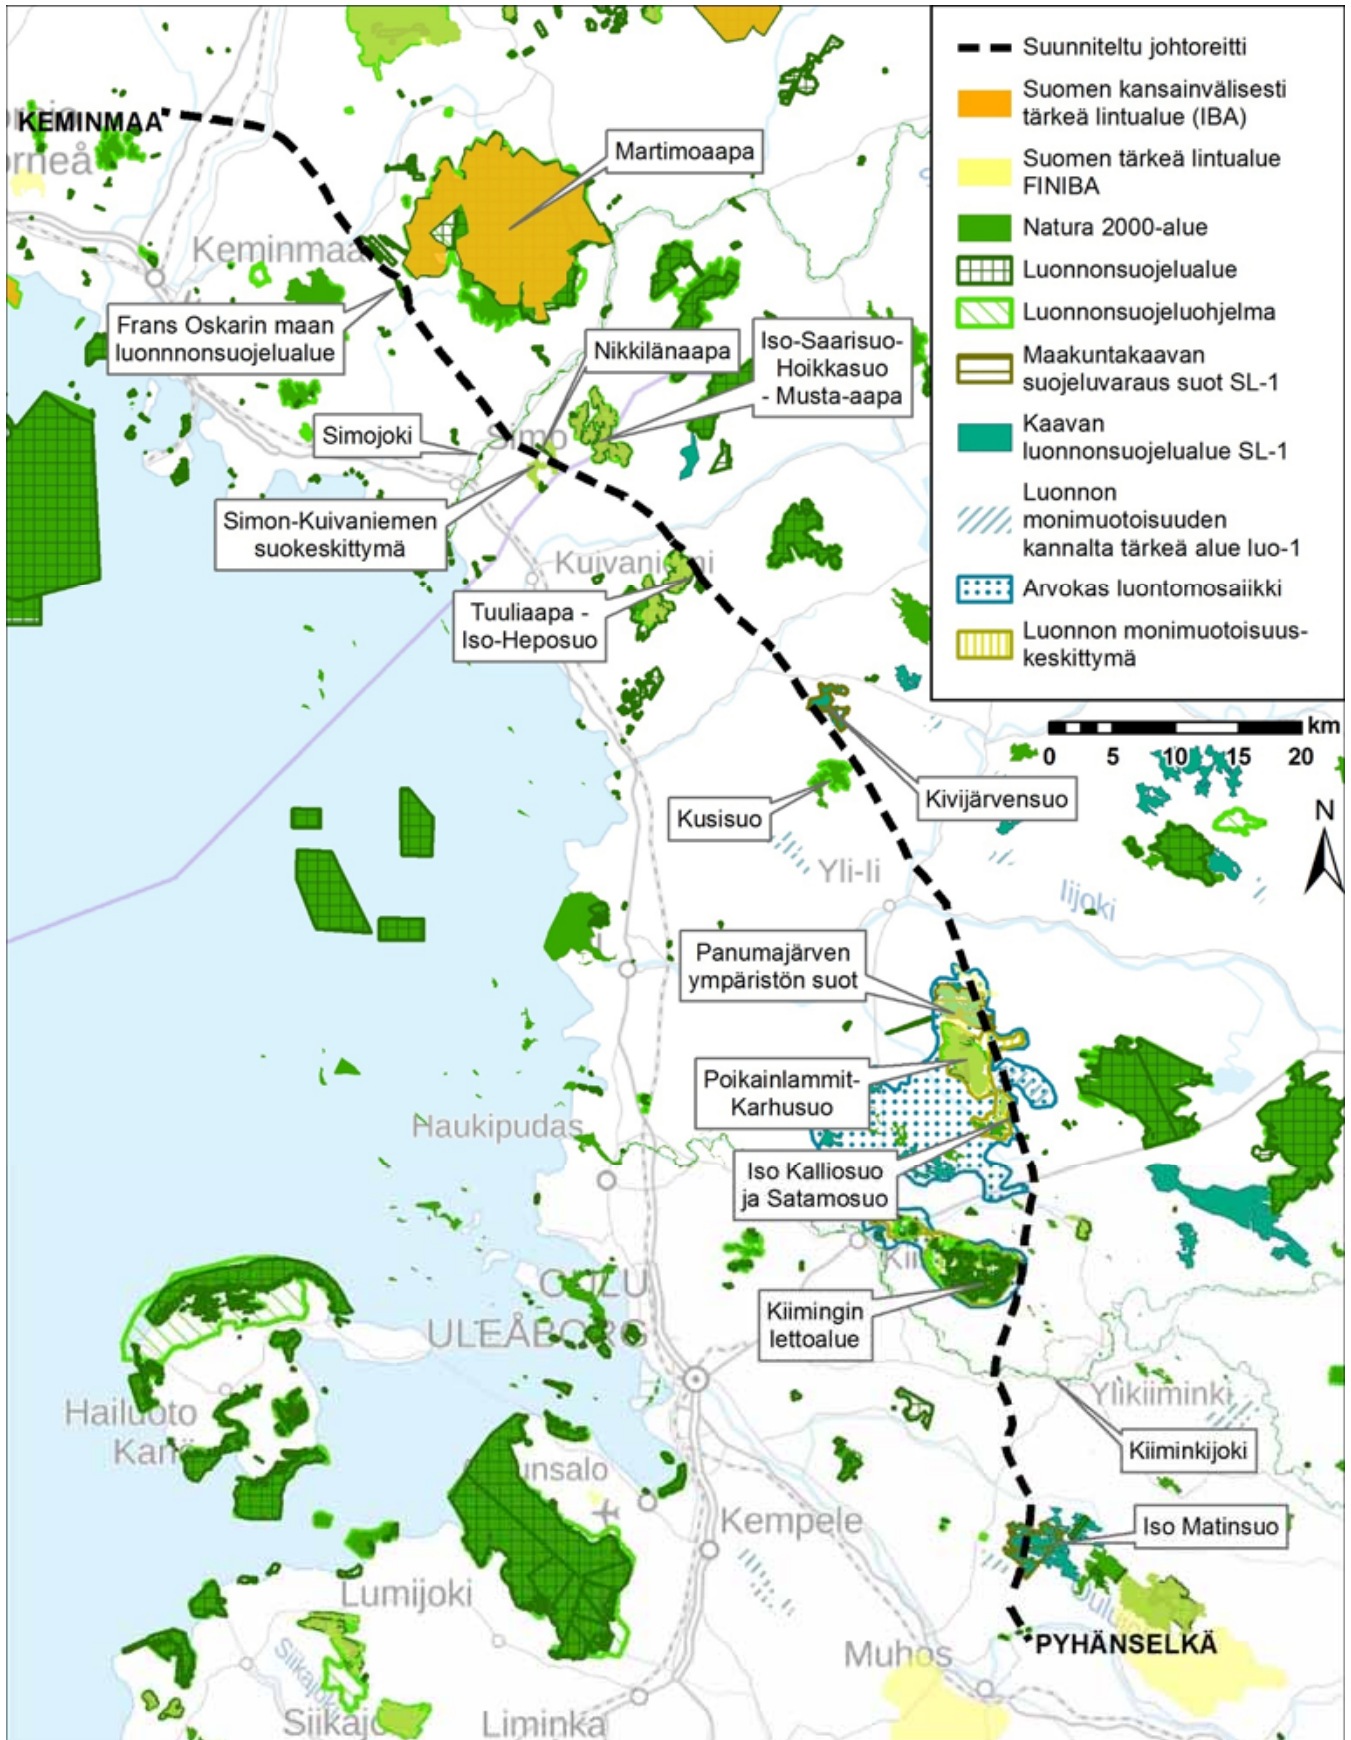 Suunniteltu johtoreitti
Suomen kansainvälisesti
tärkeä lintualue (IBA)
Suomen tärkeä lintualue
FINIBA
Natura 2000-alue
Luonnonsuojelualue
Luonnonsuojeluohjelma
Maakuntakaavan
suojeluvaraus suot SL-1
Kaavan
luonnonsuojelualue SL-1
Luonnon
monimuotoisuuden
kannalta tärkeä alue luo-1
Arvokas luontomosaiikki
Luonnon monimuotoisuus-
keskittymä
km
0 5 10 15 20
N
KEMINMAA
Martimoaapa
Keminmaa
Frans Oskarin maan
luonnnonsuojelualue
Nikkilänaapa
Iso-Saarisuo-
Hoikkasuo
- Musta-aapa
Simojoki
Simo
Simon-Kuivaniemen
suokeskittymä
Kuivaniemi
Tuuliaapa -
Iso-Heposuo
Kivijärvensuo
Kusisuo
Yli-Ii
Iijoki
Panumajärven
ympäristön suot
Poikainlammit-
Karhusuo
Haukipudas
Iso Kalliosuo
ja Satamosuo
OULU
ULEÅBORG
Kiimingin
lettoalue
Ylikiiminki
Hailuoto
Kiiminkijoki
Kempele
Iso Matinsuo
Lumijoki
PYHÄNSELKÄ
Muhos
Liminka